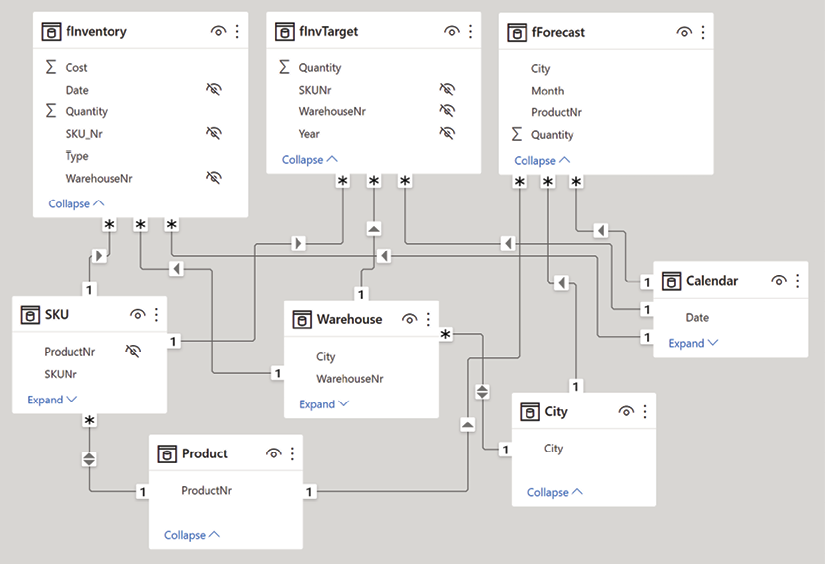 fInventory
Σ Cost
Date
Σ Quantity
SKU_Nr
Type
WarehouseNr
Collapse
fInvTarget
Σ Quantity
SKUNr
WarehouseNr
Year
Collapse
fForecast
City
Month
ProductNr
Σ Quantity
Collapse
* * *
* * *
* * *
1
1
SKU
ProductNr
SKUNr
Expand
1
*
1
Warehouse
City
WarehouseNr
Expand
1
*
1
1
1
Calendar
Date
Expand
1
City
City
Collapse
1
Product
ProductNr
Collapse
1
1